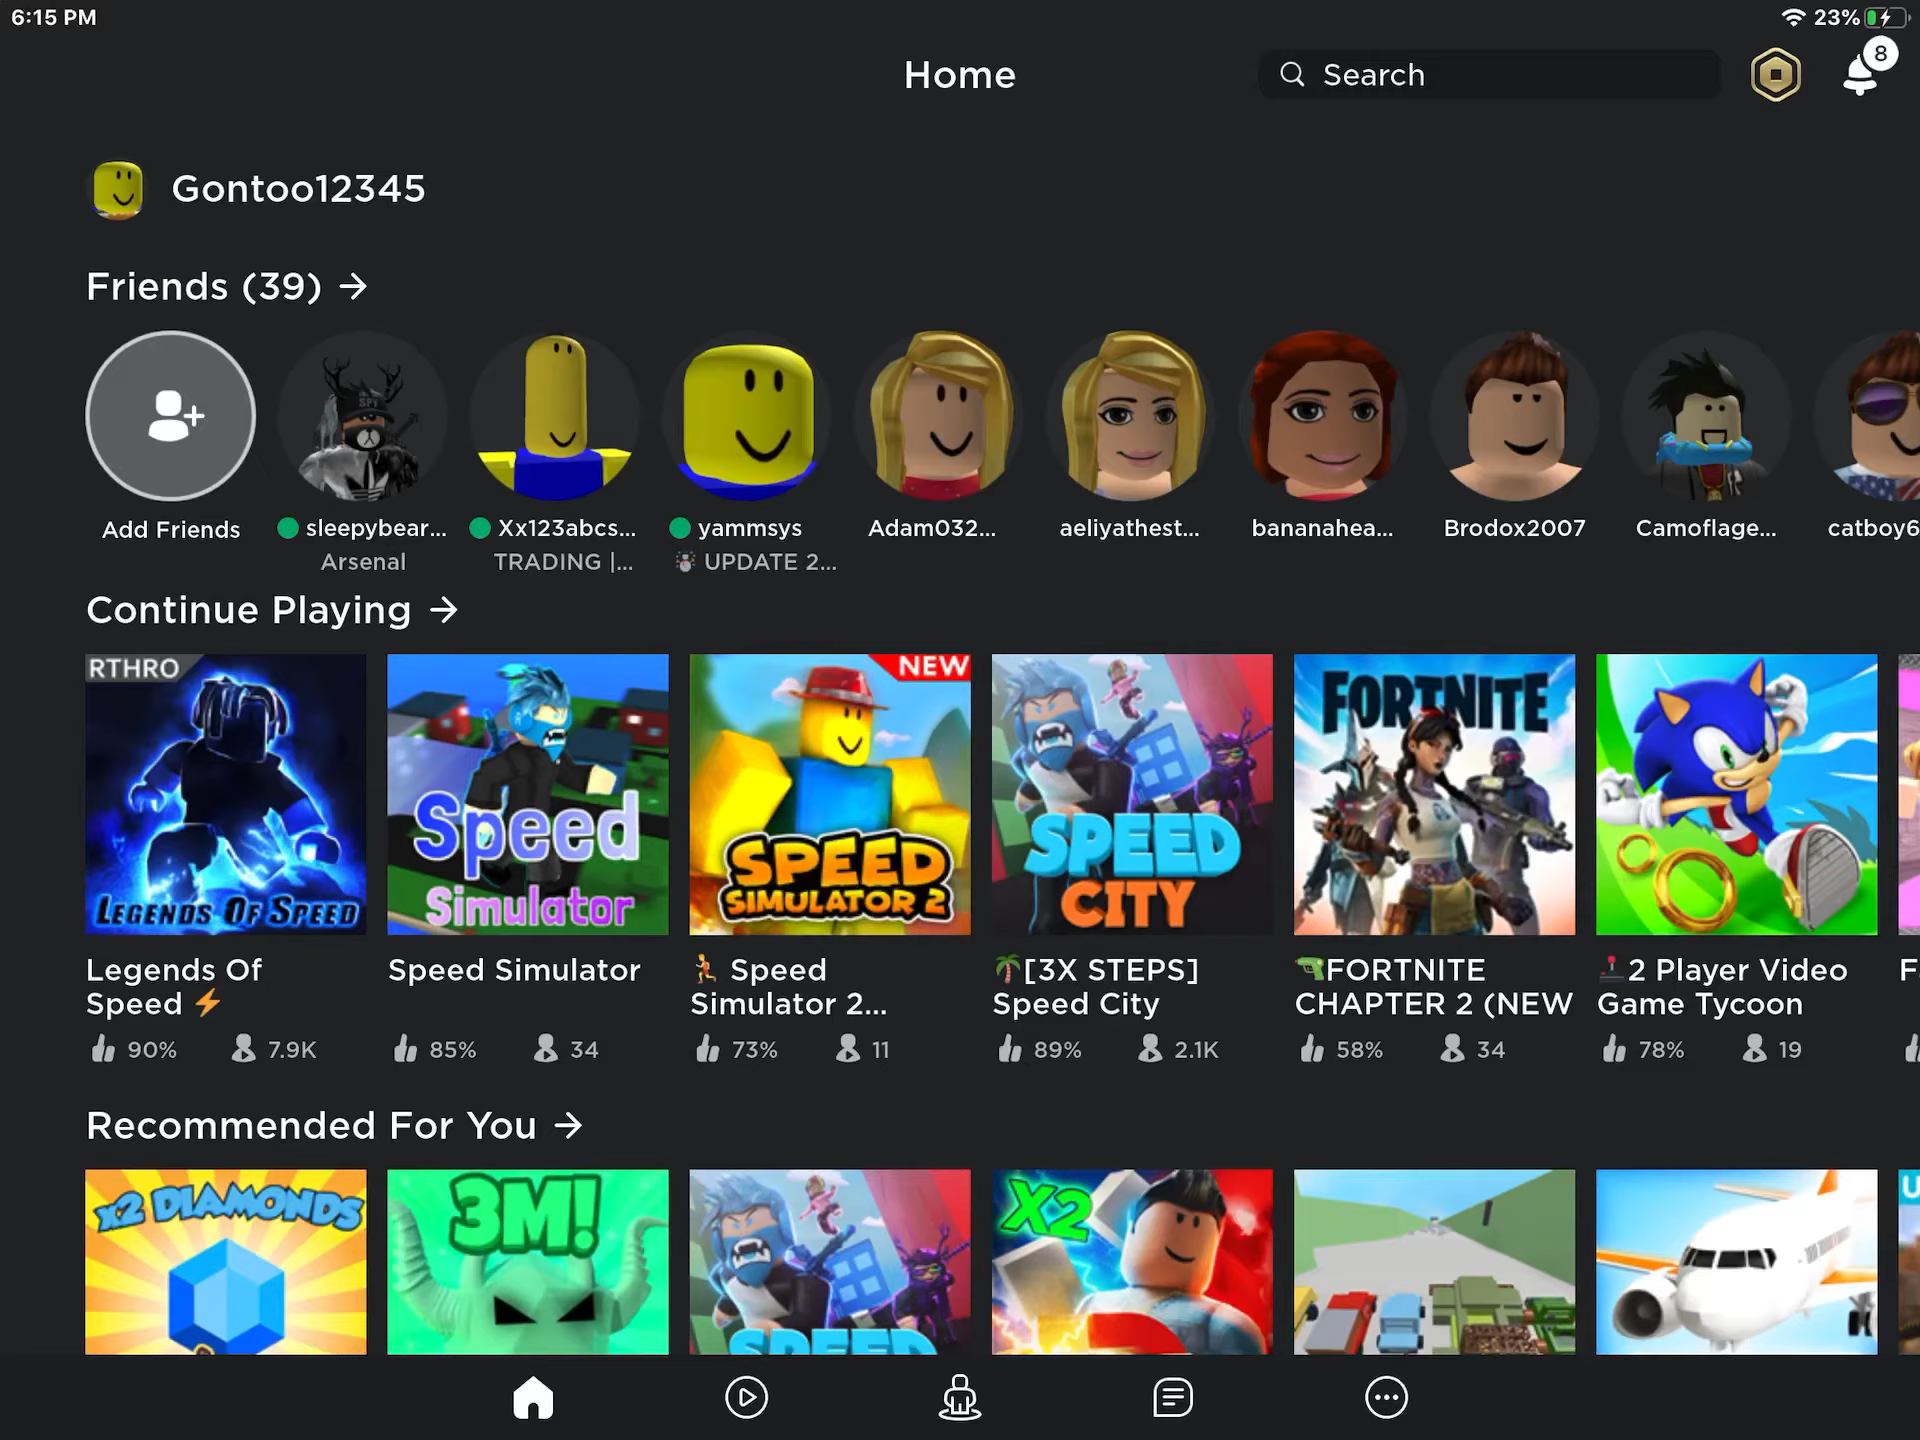 6:15 PM
23%
Home
Search
8
Gontoo12345
Friends (39) →
SPY
Add Friends
sleepybear...
Xx123abcs...
yammsys
Adam032...
aeliyathest...
bananahea...
Brodox2007
Camoflage...
catboy6
Arsenal
TRADING |...
☃️ UPDATE 2...
Continue Playing →
RTHRO
LEGENDS OF SPEED
Speed
Simulator
NEW
SPEED
SIMULATOR 2
SPEED
CITY
FORTNITE
Legends Of
Speed ⚡
90% 7.9K
Speed Simulator
85% 34
🏃 Speed
Simulator 2...
73% 11
🌴[3X STEPS]
Speed City
89% 2.1K
🔫FORTNITE
CHAPTER 2 (NEW
58% 34
🕹️2 Player Video
Game Tycoon
78% 19
F
Recommended For You →
x2 DIAMONDS
3M!
SPEED
X2
U